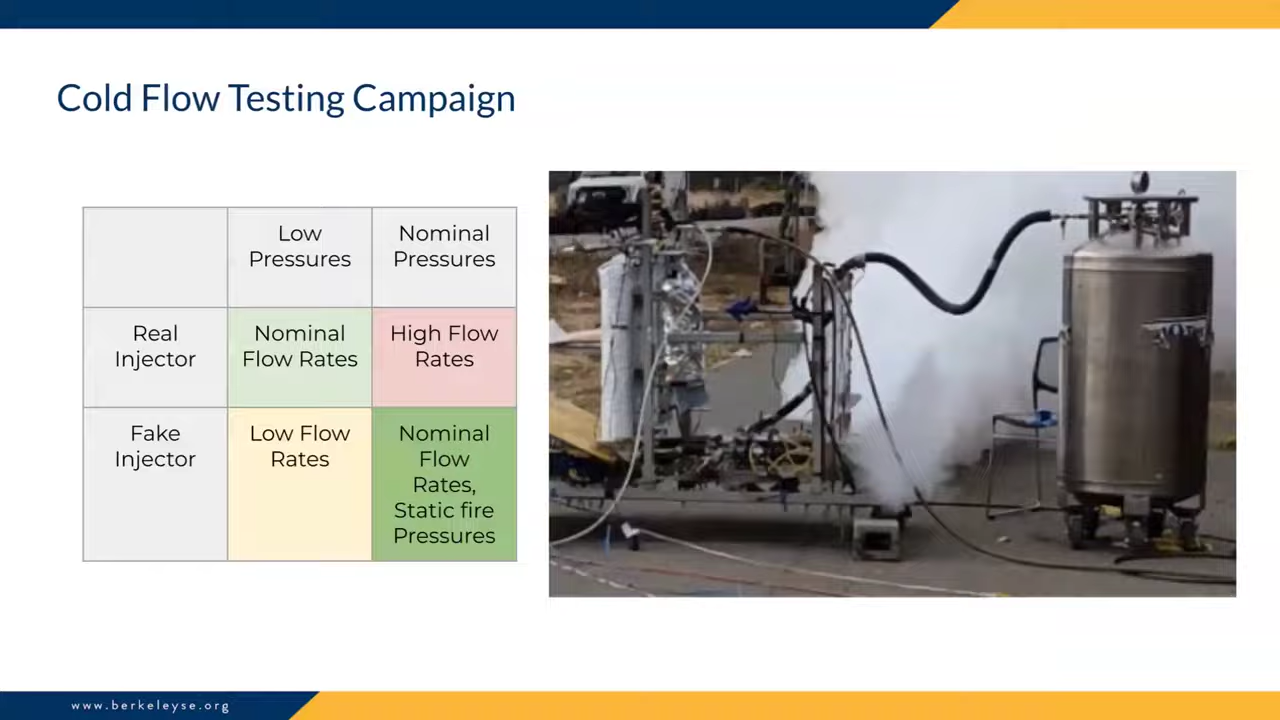 Cold Flow Testing Campaign
Low
Pressures
Nominal
Pressures
Real
Injector
Nominal
Flow Rates
High Flow
Rates
Fake
Injector
Low Flow
Rates
Nominal
Flow
Rates,
Static fire
Pressures
www.berkeleyse.org